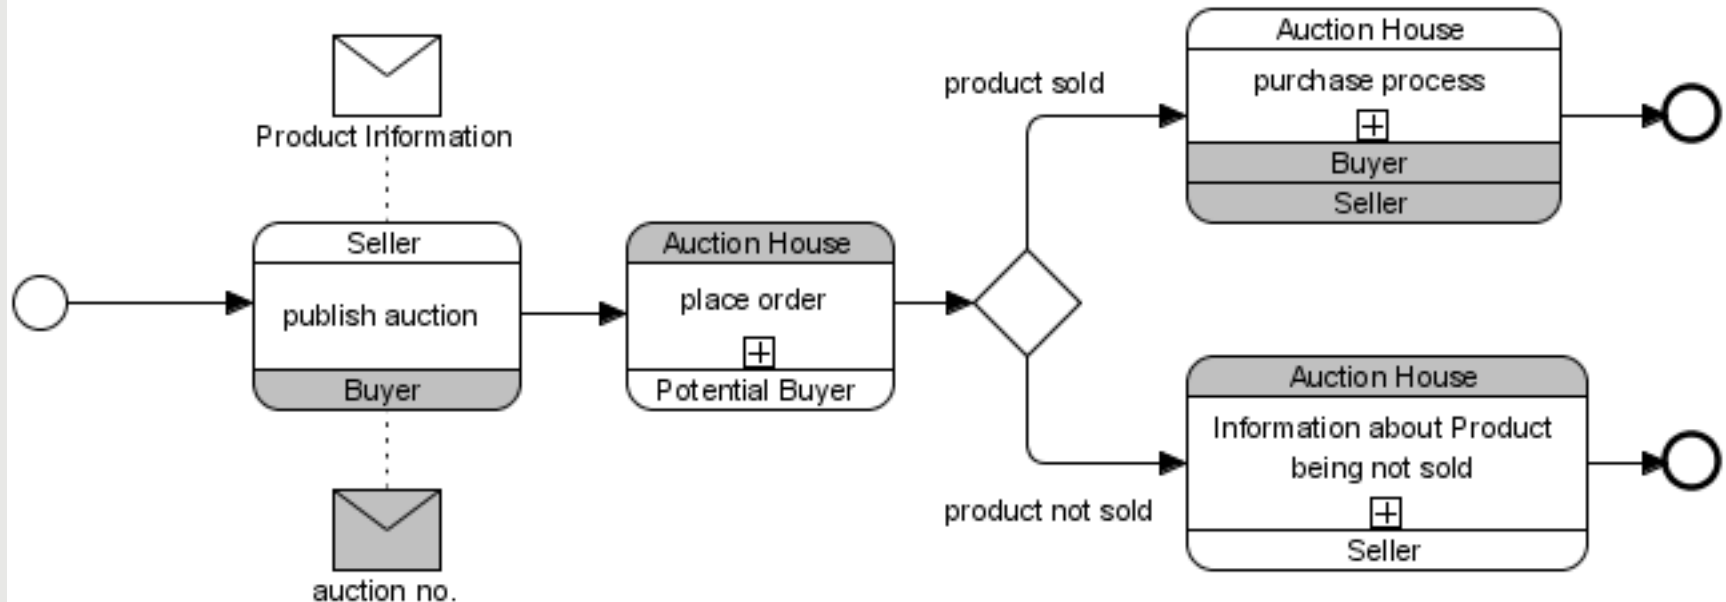 Product Information
Seller
publish auction
Buyer
auction no.
Auction House
place order
Potential Buyer
product sold
Auction House
purchase process
Buyer
Seller
product not sold
Auction House
Information about Product
being not sold
Seller